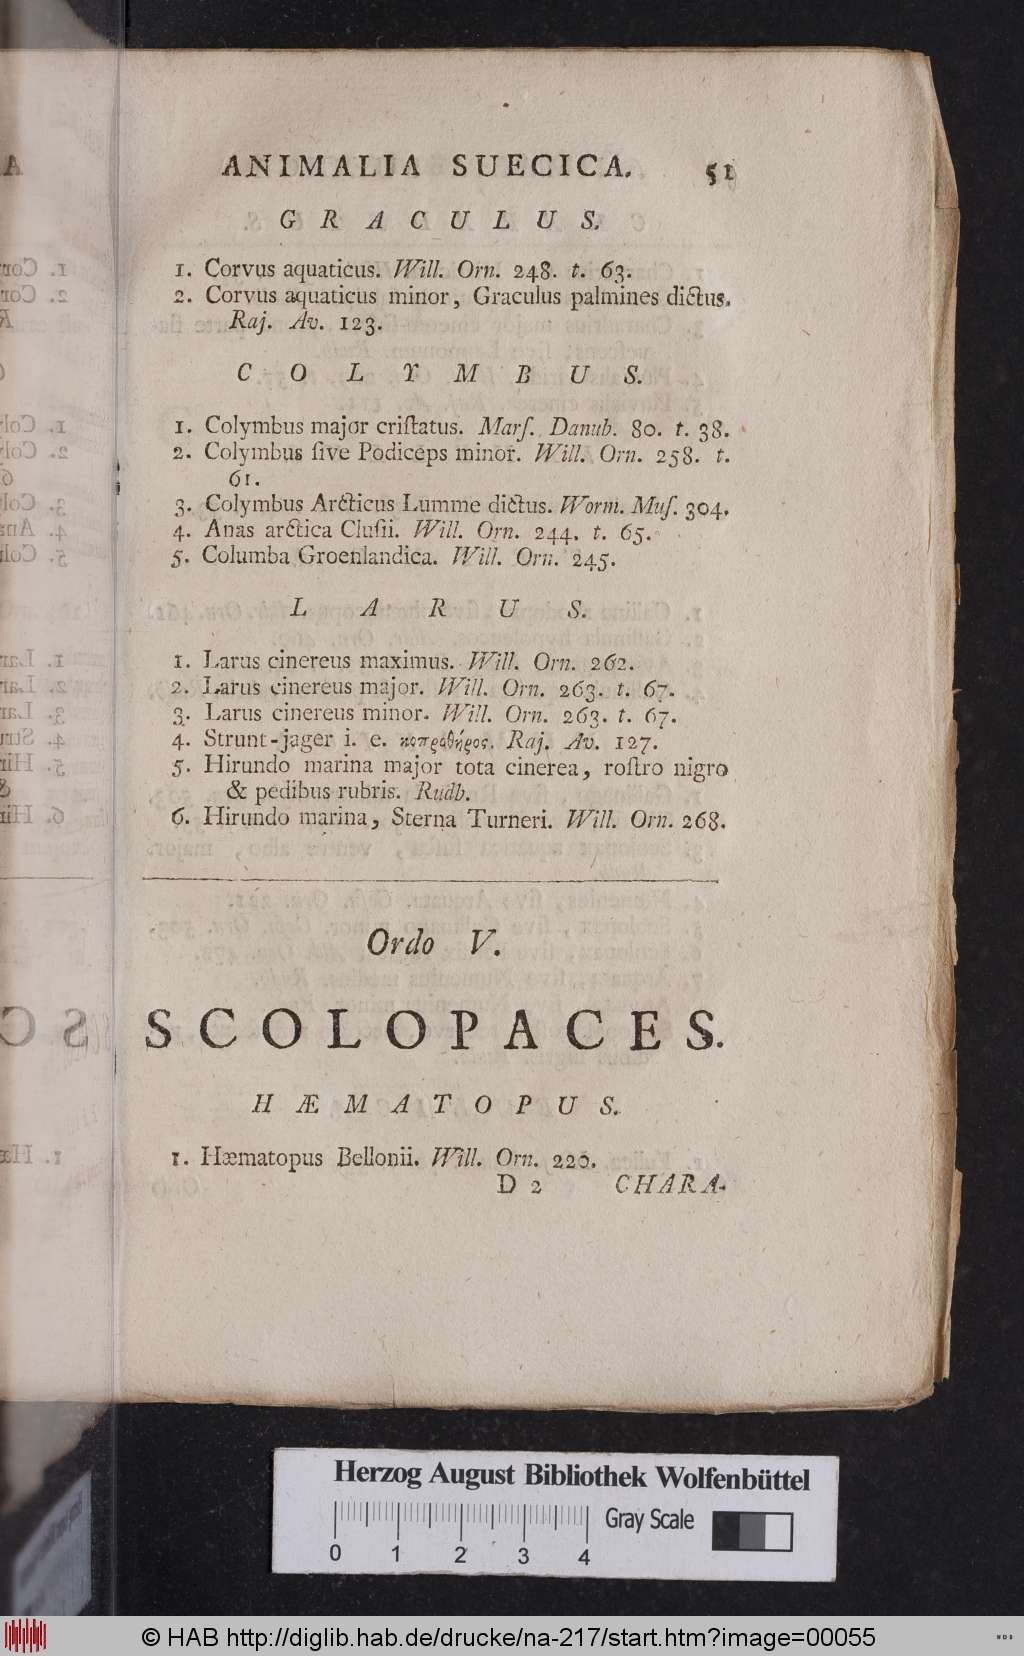 ANIMALIA SUECICA. 51
GRACULUS.
1. Corvus aquaticus. Will. Orn. 248. t. 63.
2. Corvus aquaticus minor, Graculus palmines dictus.
Raj. Av. 123.
COLYMBUS.
1. Colymbus major criſtatus. Marſ. Danub. 80. t. 38.
2. Colymbus ſive Podiceps minor. Will. Orn. 258. t.
61.
3. Colymbus Arcticus Lumme dictus. Worm. Muſ. 304.
4. Anas arctica Cluſii. Will. Orn. 244. t. 65.
5. Columba Groenlandica. Will. Orn. 245.
LARUS.
1. Larus cinereus maximus. Will. Orn. 262.
2. Larus cinereus major. Will. Orn. 263. t. 67.
3. Larus cinereus minor. Will. Orn. 263. t. 67.
4. Strunt-jager i. e. κοπροθήρος. Raj. Av. 127.
5. Hirundo marina major tota cinerea, roſtro nigro
& pedibus rubris. Rudb.
6. Hirundo marina, Sterna Turneri. Will. Orn. 268.
Ordo V.
SCOLOPACES.
HÆMATOPUS.
1. Hæmatopus Bellonii. Will. Orn. 220.
D 2 CHARA-
Herzog August Bibliothek Wolfenbüttel
Gray Scale
0 1 2 3 4
© HAB http://diglib.hab.de/drucke/na-217/start.htm?image=00055